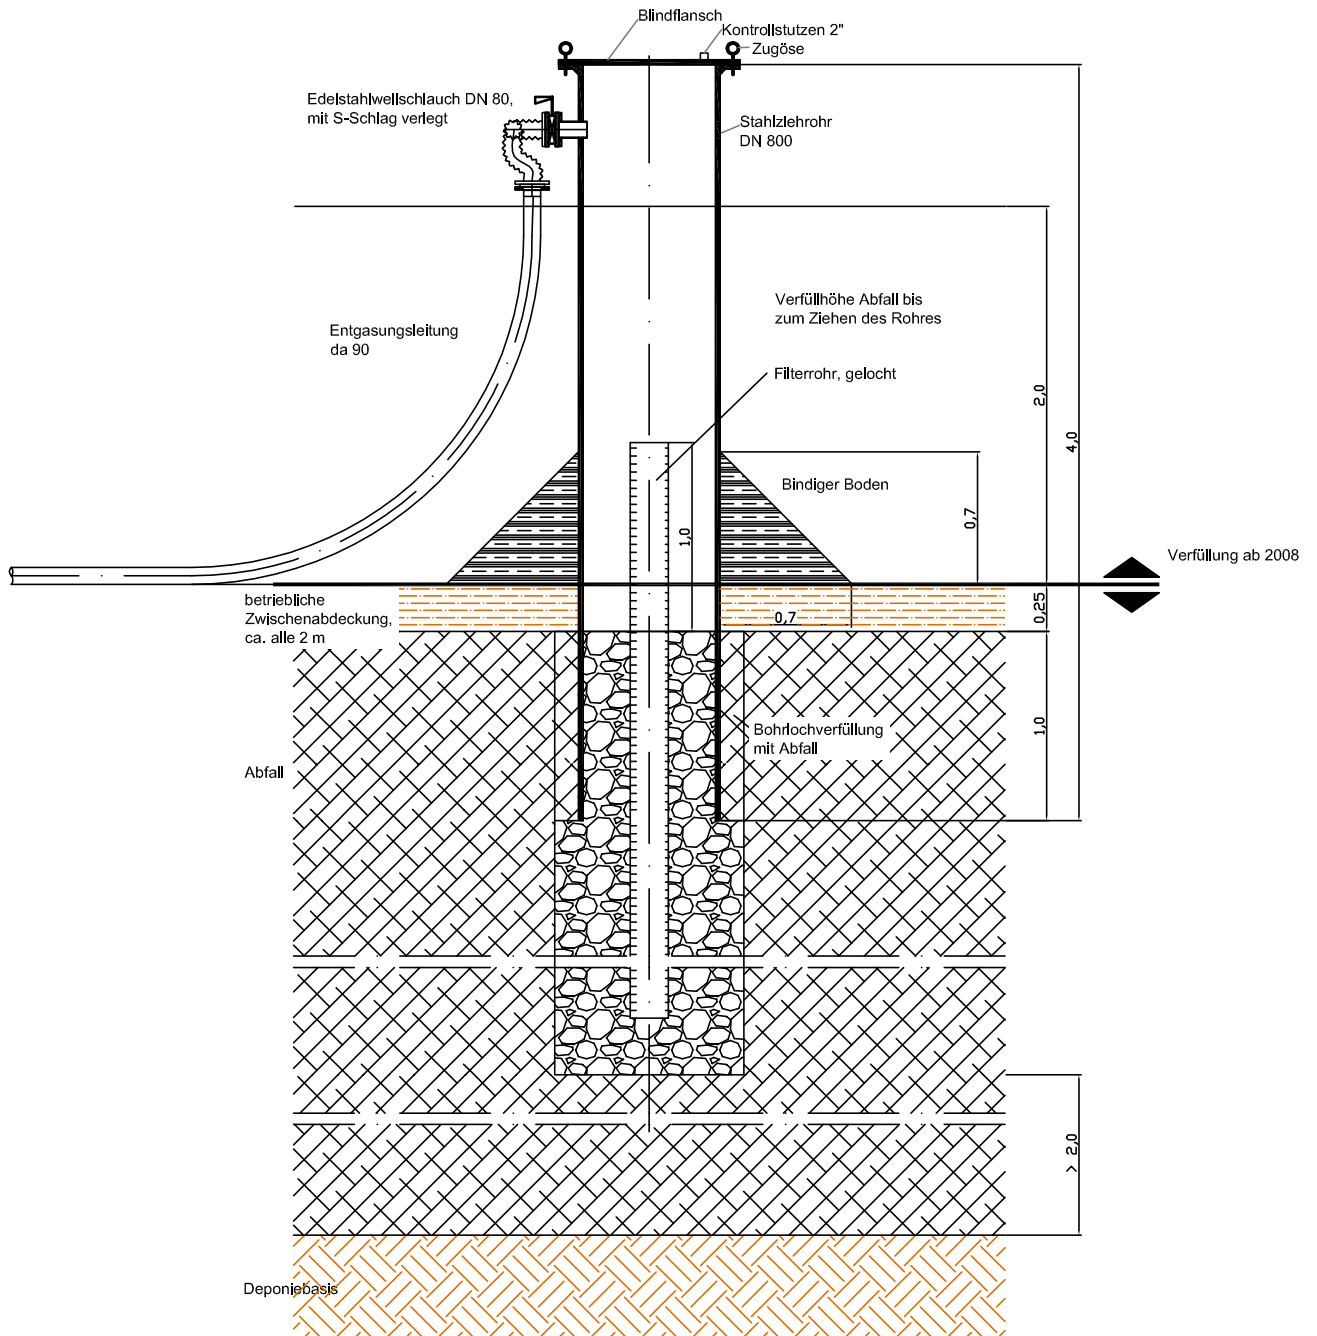 Blindflansch
Kontrollstutzen 2"
Zugöse
Edelstahlwellschlauch DN 80,
mit S-Schlag verlegt
Stahlziehrohr
DN 800
Verfüllhöhe Abfall bis
zum Ziehen des Rohres
Entgasungsleitung
da 90
Filterrohr, gelocht
2,0
4,0
Bindiger Boden
0,7
1,0
Verfüllung ab 2008
betriebliche
Zwischenabdeckung,
ca. alle 2 m
0,25
0,7
Bohrlochverfüllung
mit Abfall
1,0
Abfall
> 2,0
Deponiebasis